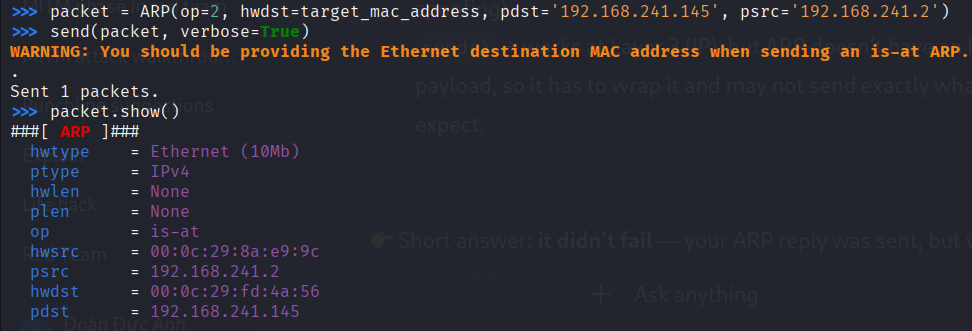 >>> packet = ARP(op=2, hwdst=target_mac_address, pdst='192.168.241.145', psrc='192.168.241.2')
>>> send(packet, verbose=True)
WARNING: You should be providing the Ethernet destination MAC address when sending an is-at ARP.
.
payload, so it has to wrap it and may not send exactly wha
Sent 1 packets.
expect.
>>> packet.show()
###[ ARP ]###
hwtype = Ethernet (10Mb)
ptype = IPv4
hwlen = None
plen = None
op = is-at
👉 Short answer: it didn't fail — your ARP reply was sent, but w
hwsrc = 00:0c:29:8a:e9:9c
psrc = 192.168.241.2
hwdst = 00:0c:29:fd:4a:56
+ Ask anything
pdst = 192.168.241.145
Đoàn Đức Anh